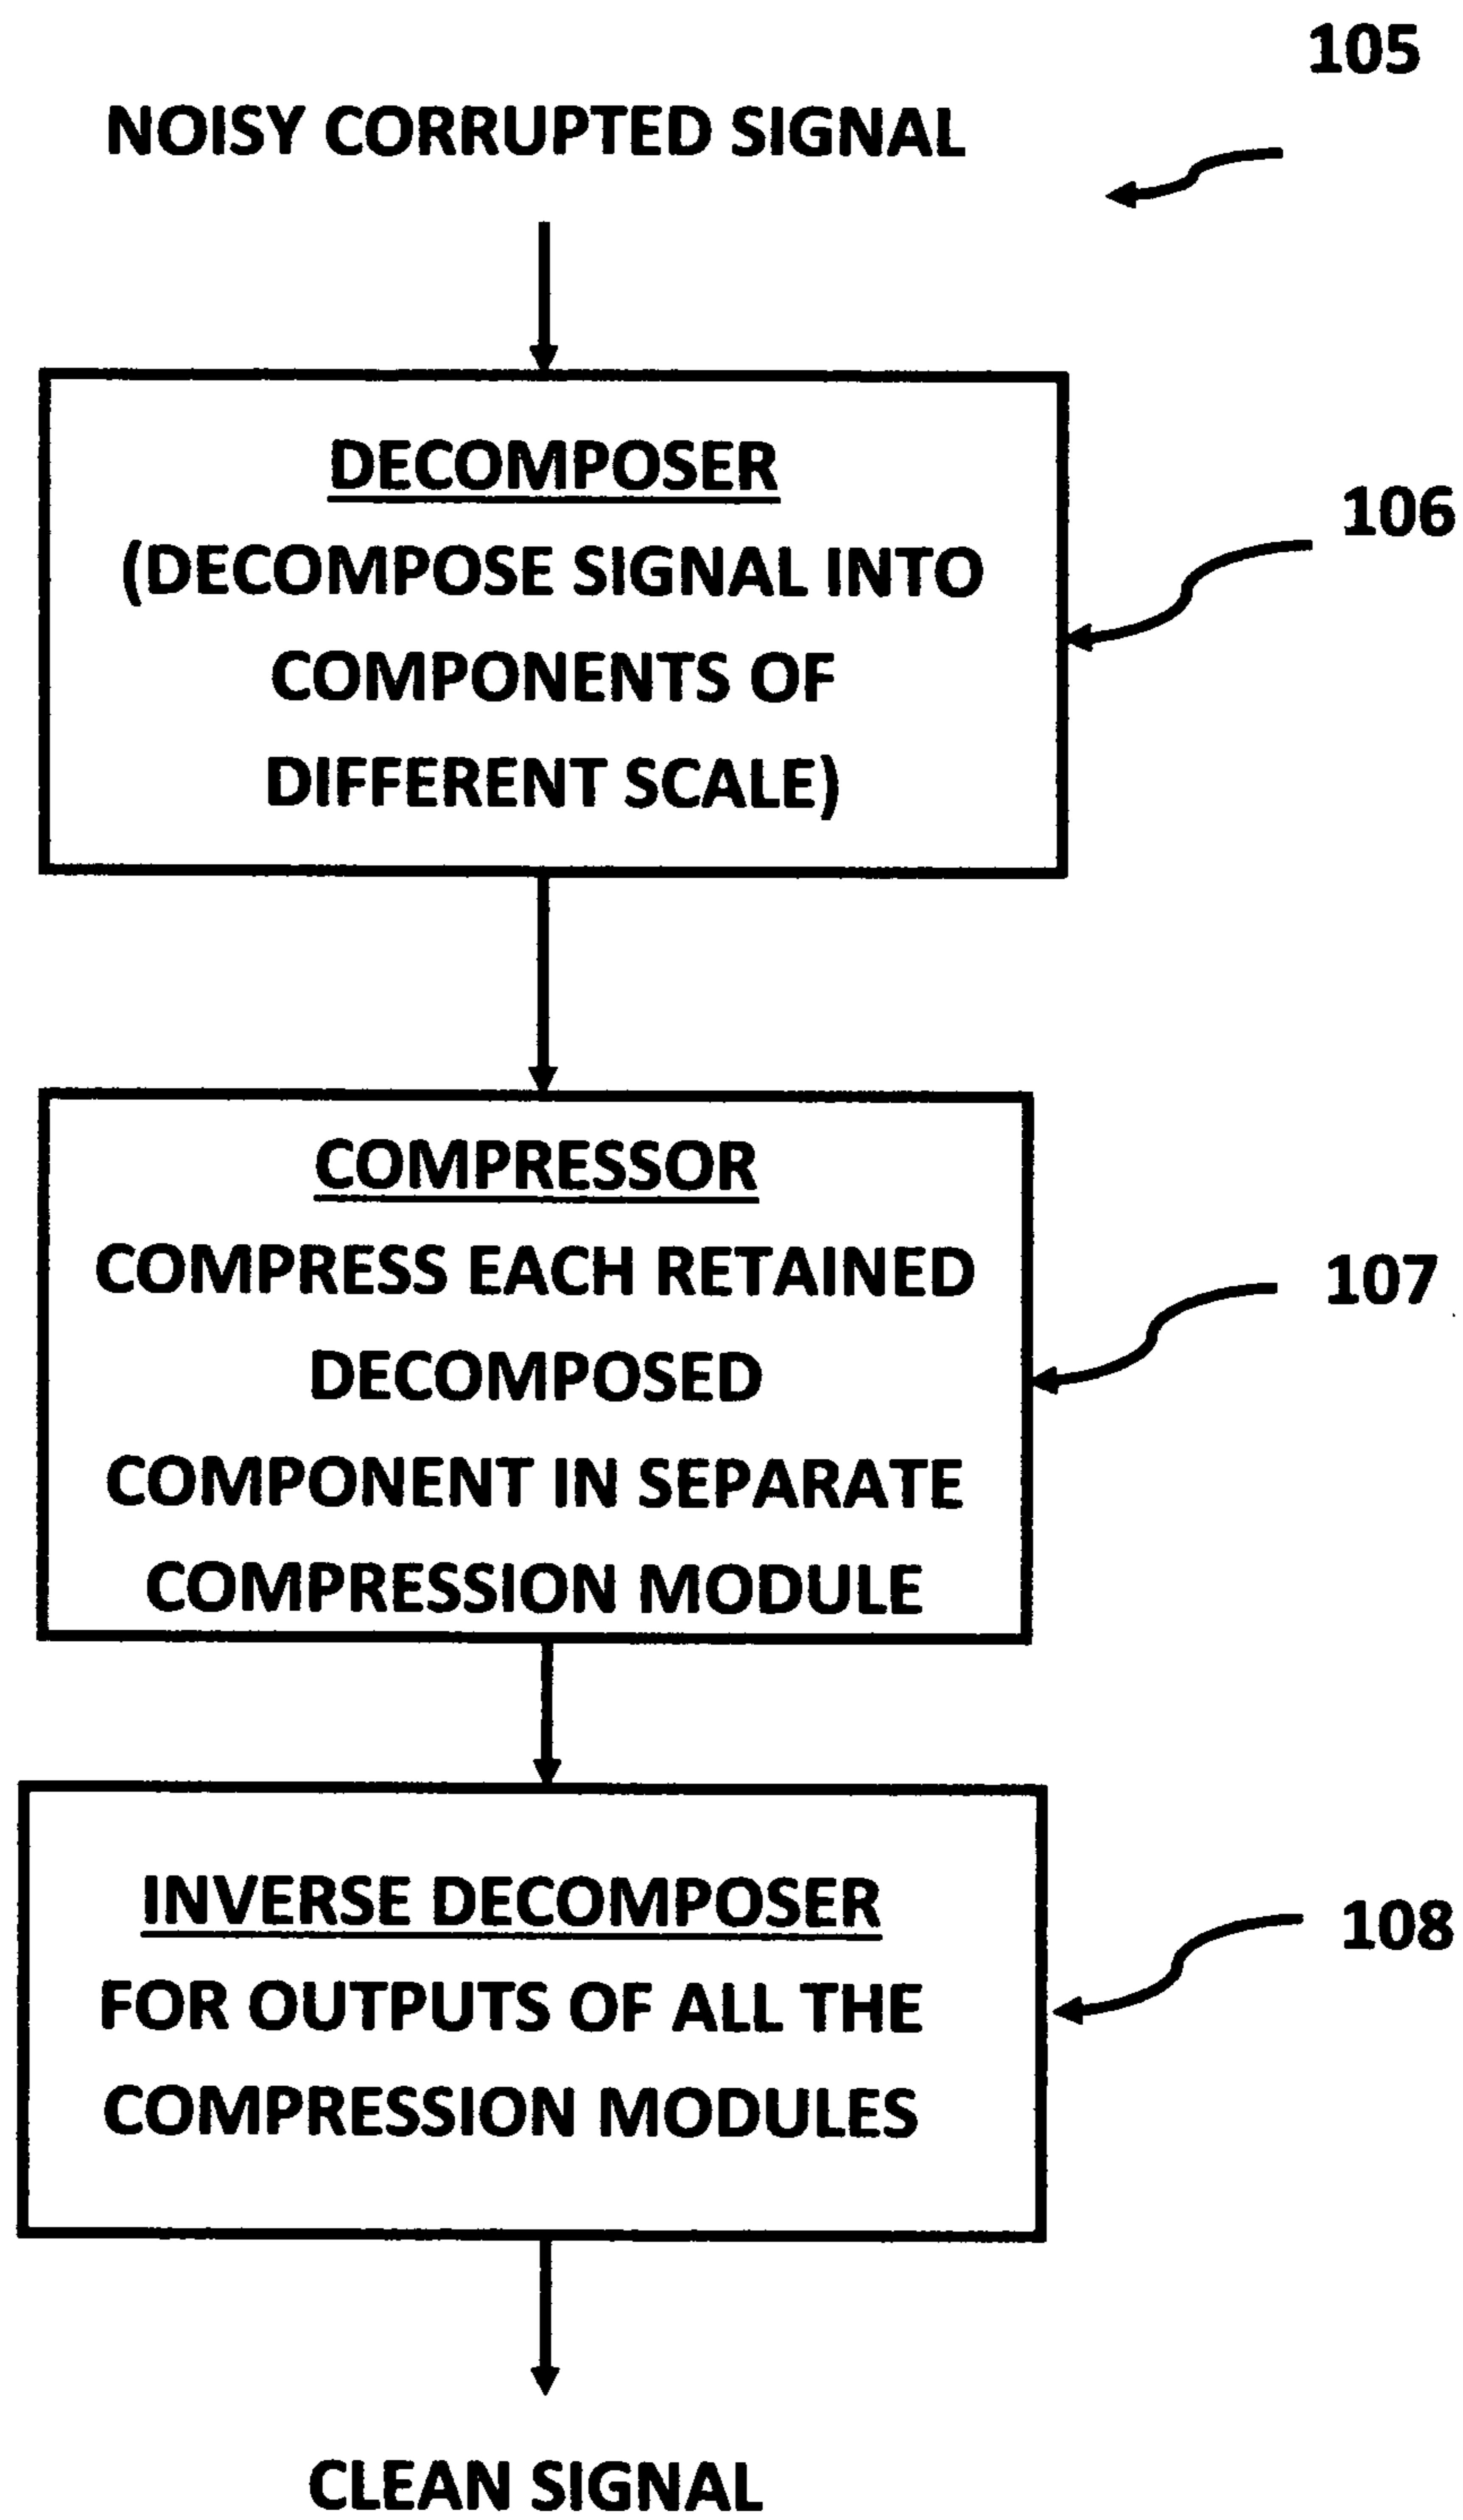 105
NOISY CORRUPTED SIGNAL
DECOMPOSER
(DECOMPOSE SIGNAL INTO
COMPONENTS OF
DIFFERENT SCALE)
106
COMPRESSOR
COMPRESS EACH RETAINED
DECOMPOSED
COMPONENT IN SEPARATE
COMPRESSION MODULE
107
INVERSE DECOMPOSER
FOR OUTPUTS OF ALL THE
COMPRESSION MODULES
108
CLEAN SIGNAL